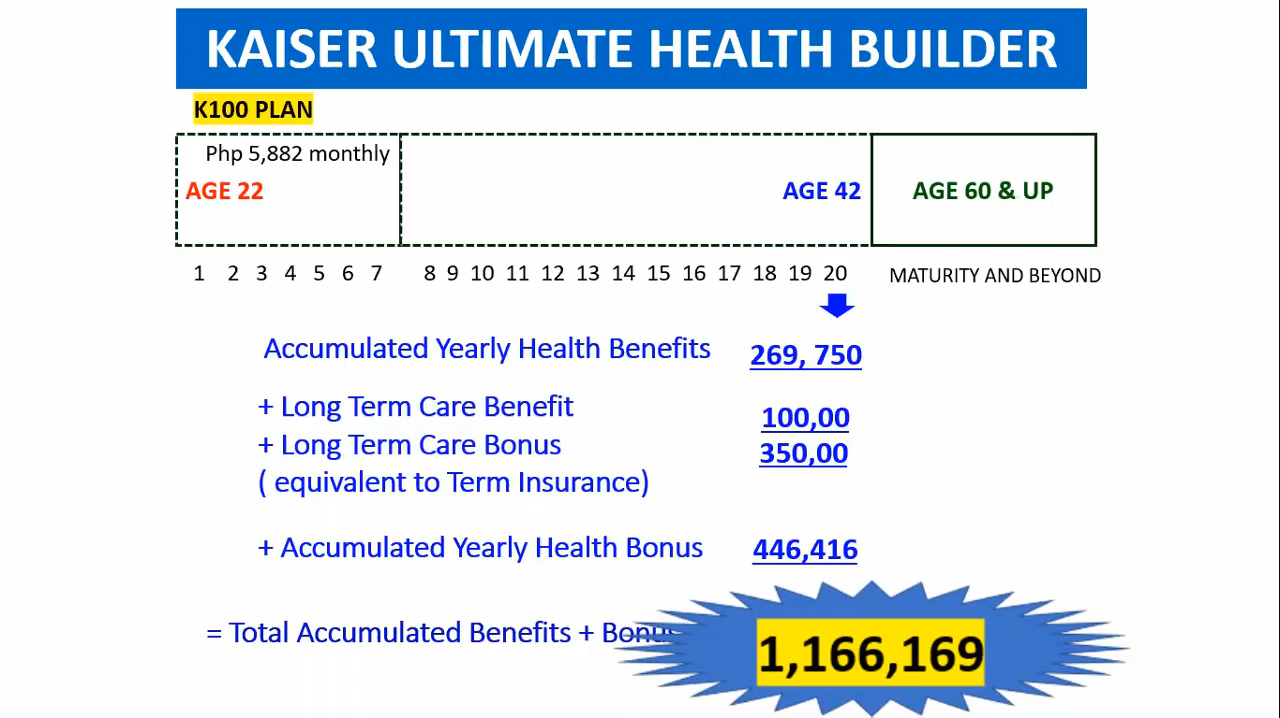 KAISER ULTIMATE HEALTH BUILDER
K100 PLAN
Php 5,882 monthly
AGE 22
AGE 42
AGE 60 & UP
1 2 3 4 5 6 7 8 9 10 11 12 13 14 15 16 17 18 19 20 MATURITY AND BEYOND
Accumulated Yearly Health Benefits 269, 750
+ Long Term Care Benefit 100,00
+ Long Term Care Bonus 350,00
( equivalent to Term Insurance)
+ Accumulated Yearly Health Bonus 446,416
= Total Accumulated Benefits + Bonus 1,166,169